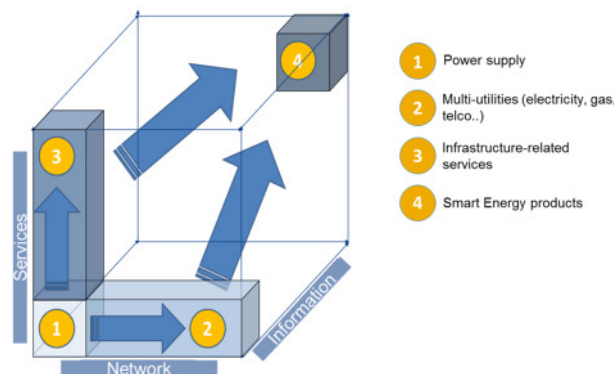 4
3
1
2
Services
Network
Information
1 Power supply
2 Multi-utilities (electricity, gas,
telco..)
3 Infrastructure-related
services
4 Smart Energy products